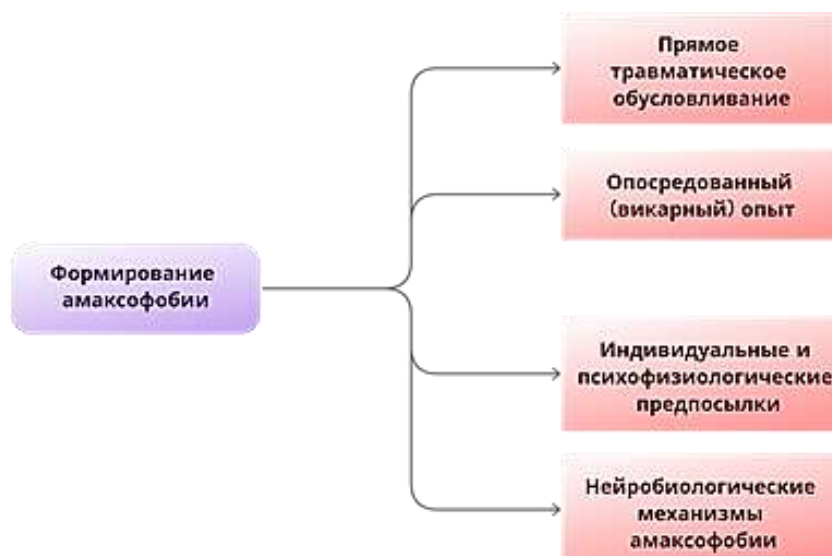 Прямое
травматическое
обусловливание
Опосредованный
(викарный) опыт
Формирование
амаксофобии
Индивидуальные и
психофизиологические
предпосылки
Нейробиологические
механизмы
амаксофобии